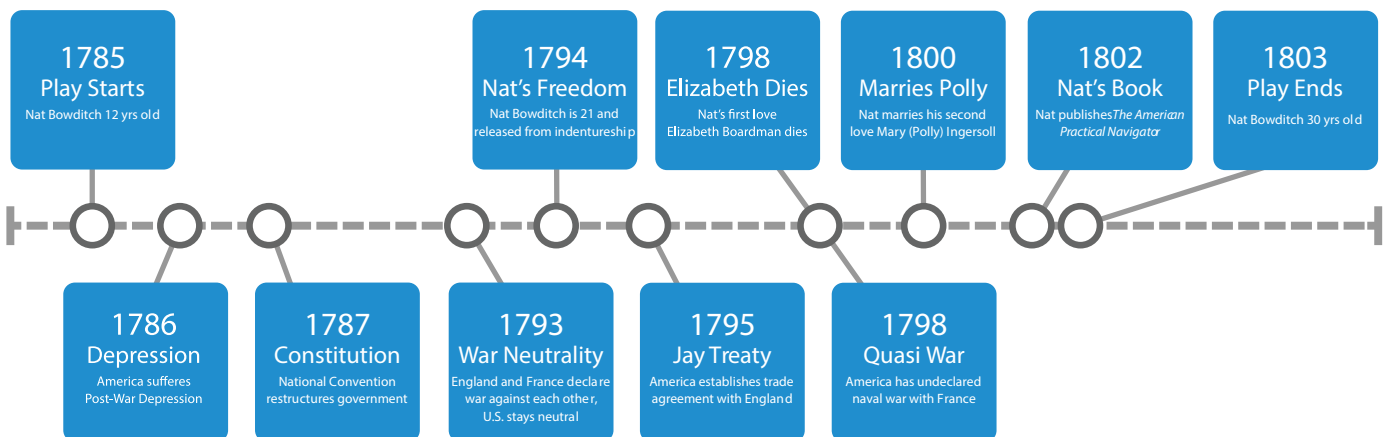 1785
Play Starts
Nat Bowditch 12 yrs old
1794
Nat's Freedom
Nat Bowditch is 21 and
released from indentureship
1798
Elizabeth Dies
Nat's first love
Elizabeth Boardman dies
1800
Marries Polly
Nat marries his second
love Mary (Polly) Ingersoll
1802
Nat's Book
Nat publishes The American
Practical Navigator
1803
Play Ends
Nat Bowditch 30 yrs old
1786
Depression
America sufferes
Post-War Depression
1787
Constitution
National Convention
restructures government
1793
War Neutrality
England and France declare
war against each other,
U.S. stays neutral
1795
Jay Treaty
America establishes trade
agreement with England
1798
Quasi War
America has undeclared
naval war with France